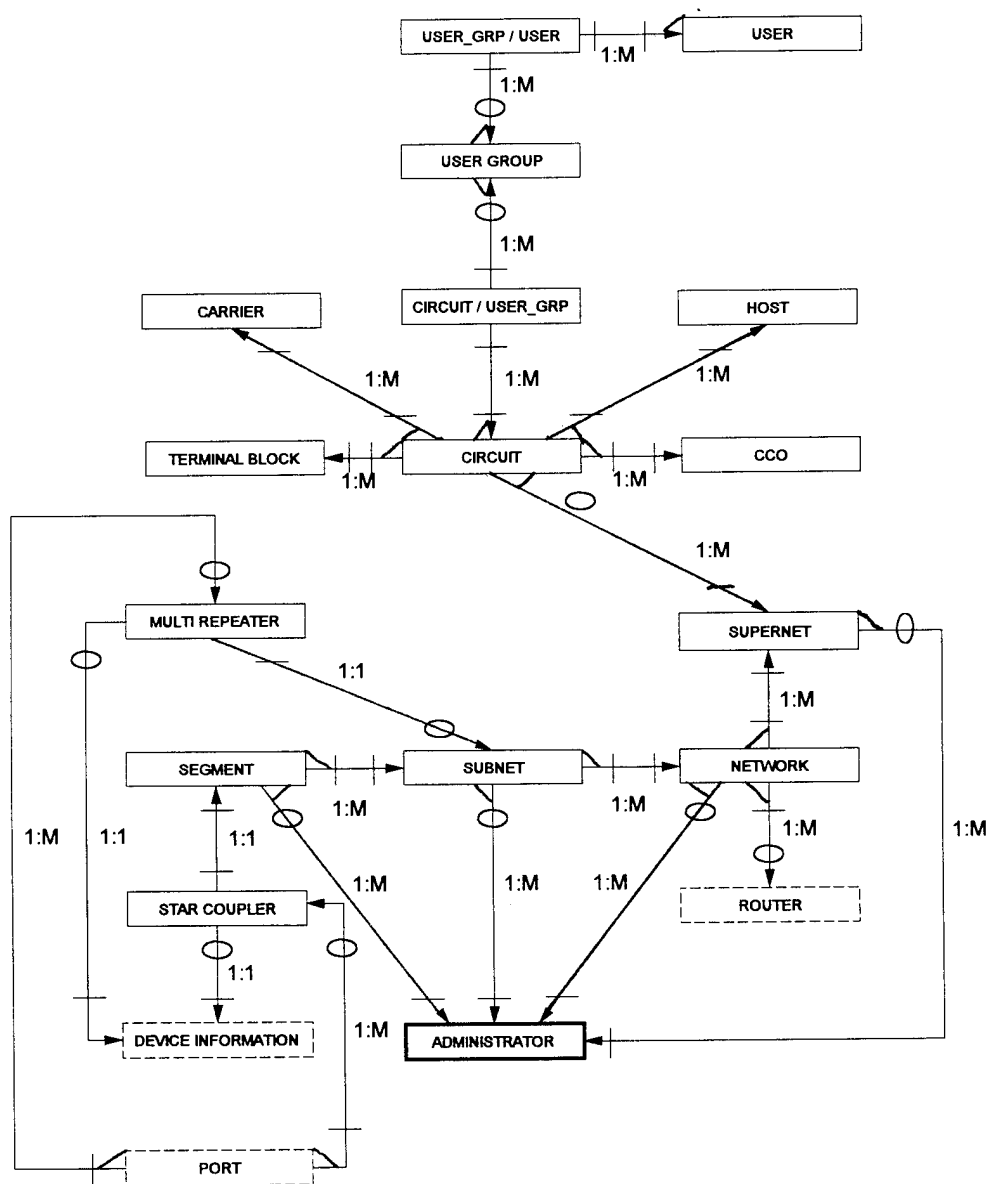 USER_GRP / USER
USER
1:M
1:M
USER GROUP
1:M
CARRIER
CIRCUIT / USER_GRP
HOST
1:M
1:M
1:M
TERMINAL BLOCK
CIRCUIT
CCO
1:M
1:M
1:M
MULTI REPEATER
SUPERNET
1:1
1:M
SEGMENT
SUBNET
NETWORK
1:M
1:M
1:M
1:1
1:1
1:M
1:M
1:M
1:M
1:M
STAR COUPLER
ROUTER
1:1
1:M
DEVICE INFORMATION
ADMINISTRATOR
PORT